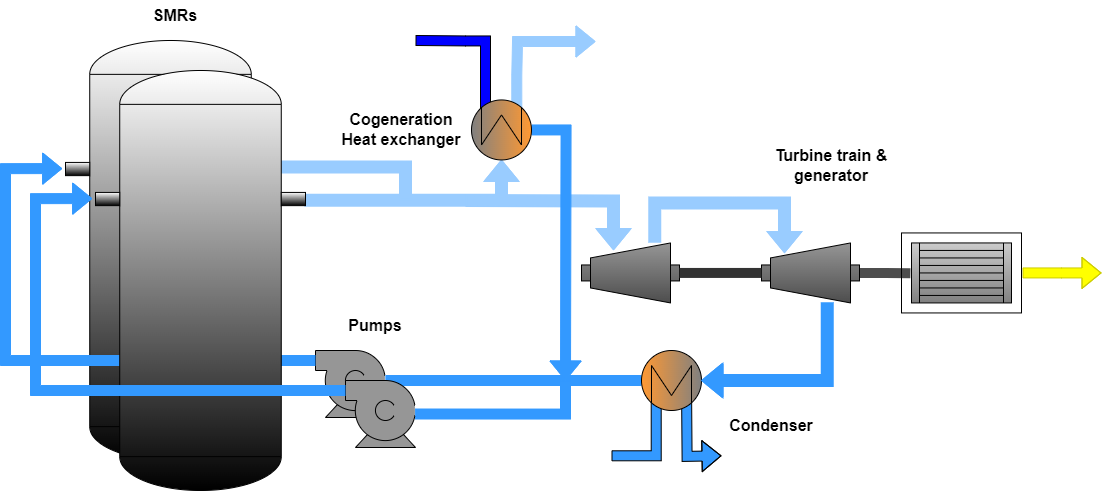 SMRs
Cogeneration
Heat exchanger
Turbine train &
generator
Pumps
Condenser